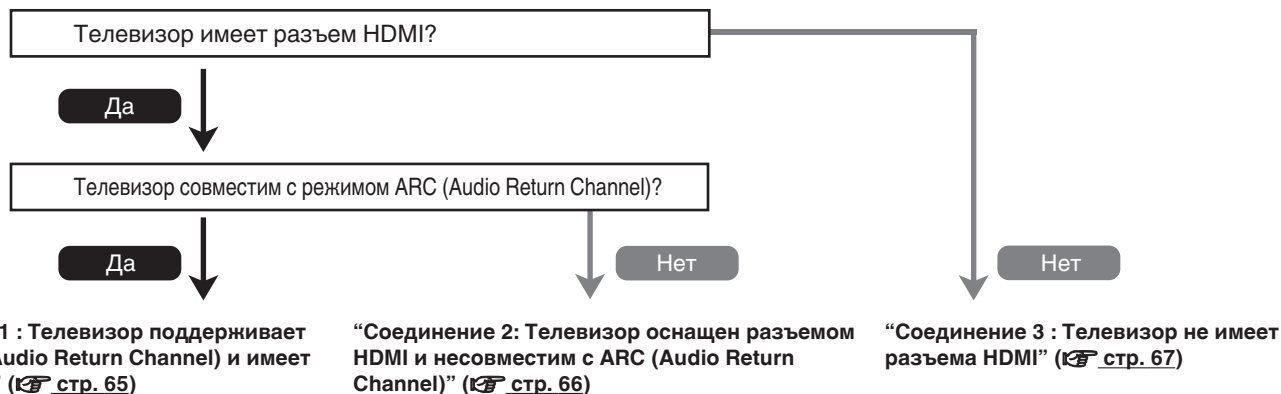 Телевизор имеет разъем HDMI?
Да
Телевизор совместим с режимом ARC (Audio Return Channel)?
Да
Нет
Нет
1 : Телевизор поддерживает
Audio Return Channel) и имеет
” (☞ стр. 65)
“Соединение 2: Телевизор оснащен разъемом
HDMI и несовместим с ARC (Audio Return
Channel)” (☞ стр. 66)
“Соединение 3 : Телевизор не имеет
разъема HDMI” (☞ стр. 67)